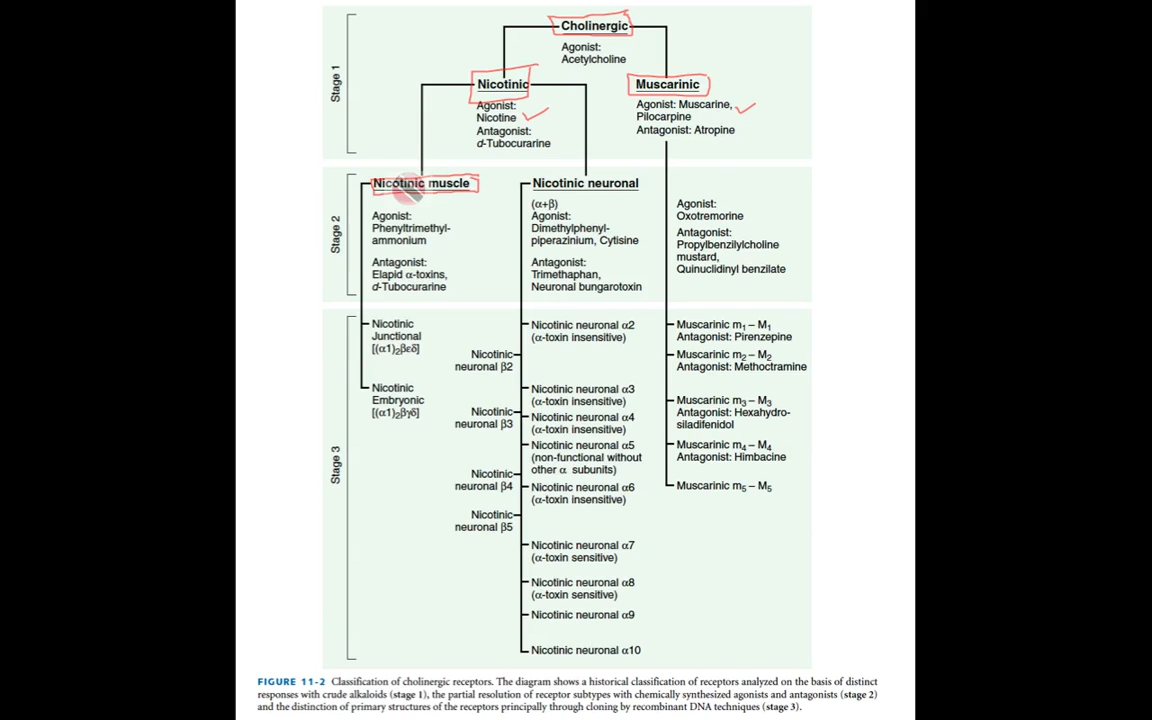 Cholinergic
Agonist:
Acetylcholine
Stage 1
Nicotinic
Agonist:
Nicotine
Antagonist:
d-Tubocurarine
Muscarinic
Agonist: Muscarine,
Pilocarpine
Antagonist: Atropine
Stage 2
Nicotinic muscle
Agonist:
Phenyltrimethyl-
ammonium
Antagonist:
Elapid α-toxins,
d-Tubocurarine
Nicotinic neuronal
(α+β)
Agonist:
Dimethylphenyl-
piperazinium, Cytisine
Antagonist:
Trimethaphan,
Neuronal bungarotoxin
Agonist:
Oxotremorine
Antagonist:
Propylbenzilylcholine
mustard,
Quinuclidinyl benzilate
Stage 3
Nicotinic
Junctional
[(α1)₂βεδ]
Nicotinic
Embryonic
[(α1)₂βγδ]
Nicotinic
neuronal β2
Nicotinic
neuronal β3
Nicotinic
neuronal β4
Nicotinic
neuronal β5
Nicotinic neuronal α2
(α-toxin insensitive)
Nicotinic neuronal α3
(α-toxin insensitive)
Nicotinic neuronal α4
(α-toxin insensitive)
Nicotinic neuronal α5
(non-functional without
other α subunits)
Nicotinic neuronal α6
(α-toxin insensitive)
Nicotinic neuronal α7
(α-toxin sensitive)
Nicotinic neuronal α8
(α-toxin sensitive)
Nicotinic neuronal α9
Nicotinic neuronal α10
Muscarinic m₁ – M₁
Antagonist: Pirenzepine
Muscarinic m₂ – M₂
Antagonist: Methoctramine
Muscarinic m₃ – M₃
Antagonist: Hexahydro-
siladifenidol
Muscarinic m₄ – M₄
Antagonist: Himbacine
Muscarinic m₅ – M₅
FIGURE 11-2 Classification of cholinergic receptors. The diagram shows a historical classification of receptors analyzed on the basis of distinct
responses with crude alkaloids (stage 1), the partial resolution of receptor subtypes with chemically synthesized agonists and antagonists (stage 2)
and the distinction of primary structures of the receptors principally through cloning by recombinant DNA techniques (stage 3).